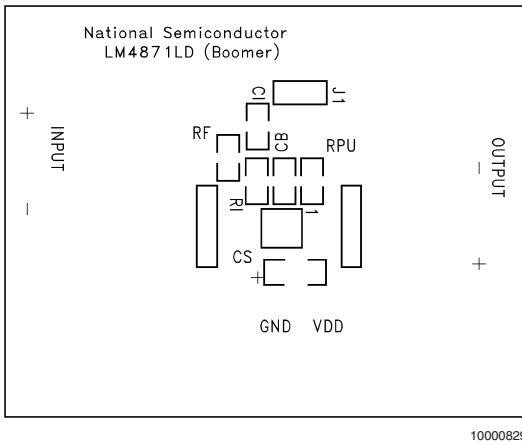 National Semiconductor
LM4871LD (Boomer)
CI
J1
+
INPUT
-
RF
CB
RPU
-
OUTPUT
+
RI
1
CS
+
GND VDD
10000829